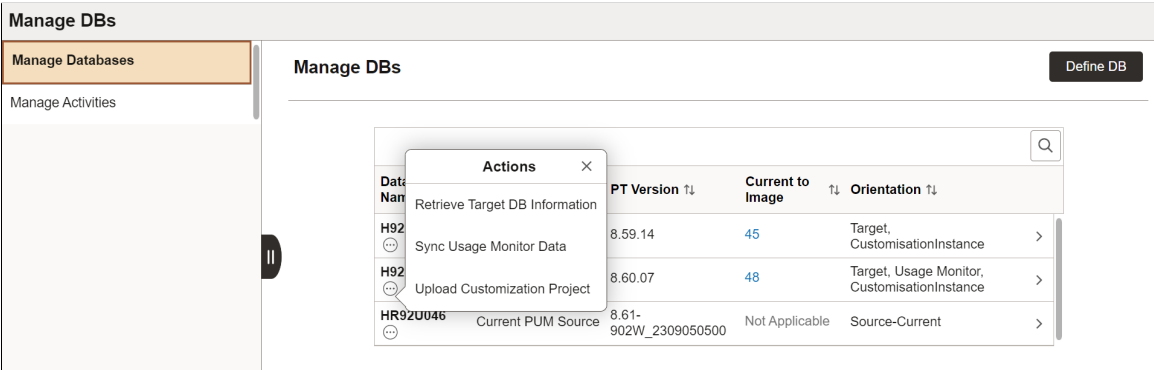 Manage DBs
Manage Databases
Manage Activities
Manage DBs
Define DB
Actions
Retrieve Target DB Information
Sync Usage Monitor Data
Upload Customization Project
PT Version
Current to
Image
Orientation
H92
8.59.14
45
Target,
CustomisationInstance
H92
8.60.07
48
Target, Usage Monitor,
CustomisationInstance
HR92U046
Current PUM Source
8.61-
902W_2309050500
Not Applicable
Source-Current